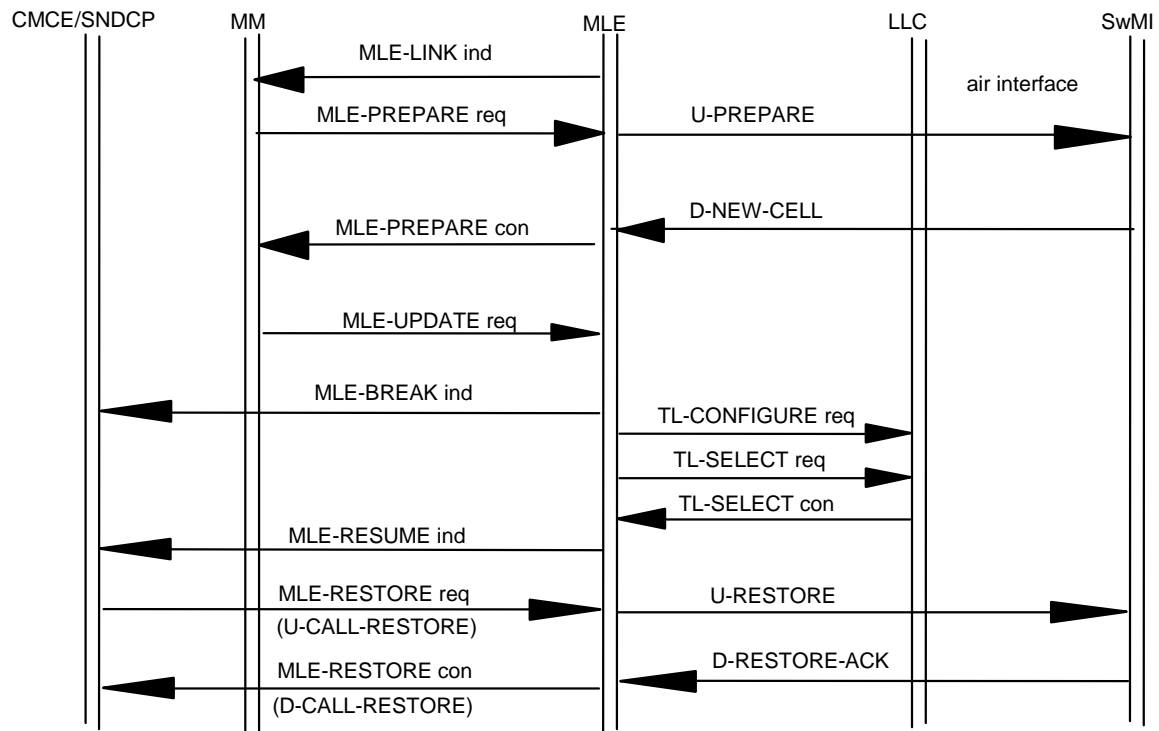 CMCE/SNDCP MM MLE LLC SwMI
MLE-LINK ind
air interface
MLE-PREPARE req U-PREPARE
D-NEW-CELL
MLE-PREPARE con
MLE-UPDATE req
MLE-BREAK ind
TL-CONFIGURE req
TL-SELECT req
TL-SELECT con
MLE-RESUME ind
MLE-RESTORE req U-RESTORE
(U-CALL-RESTORE)
D-RESTORE-ACK
MLE-RESTORE con
(D-CALL-RESTORE)